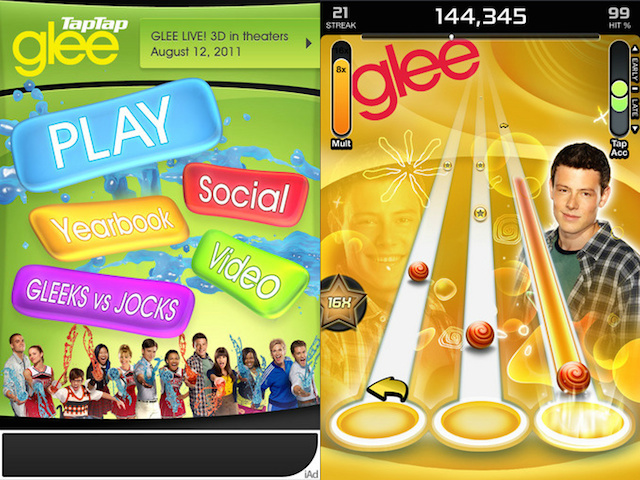 TapTap
glee
GLEE LIVE! 3D in theaters
August 12, 2011
PLAY
Social
Yearbook
Video
GLEEKS vs JOCKS
iAd
21
STREAK
144,345
99
HIT %
glee
16x
8x
Mult
EARLY
LATE
Tap
Acc
16X